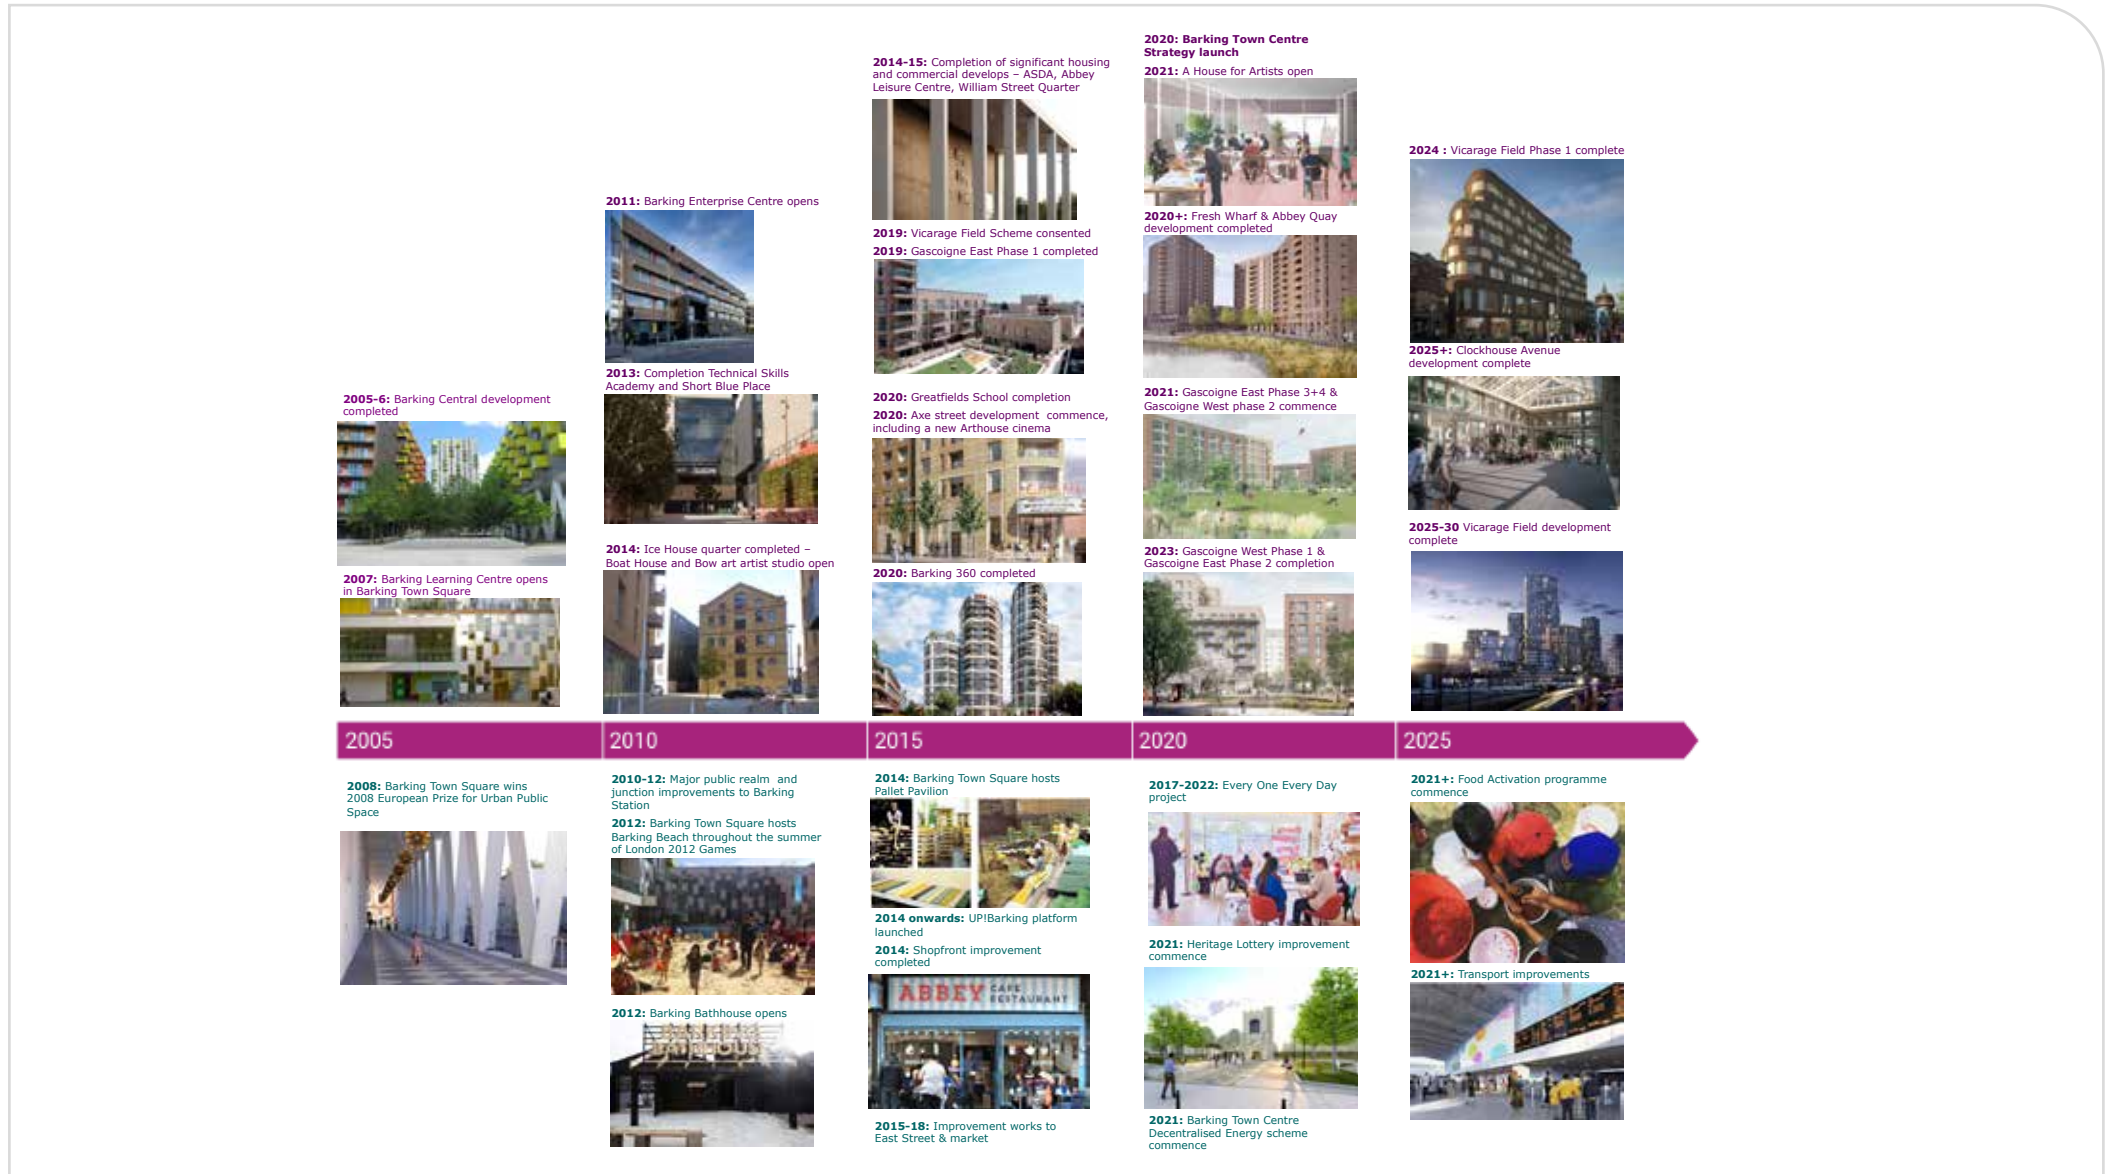 2005-6: Barking Central development
completed
2007: Barking Learning Centre opens
in Barking Town Square
2011: Barking Enterprise Centre opens
2013: Completion Technical Skills
Academy and Short Blue Place
2014: Ice House quarter completed –
Boat House and Bow art artist studio open
2014-15: Completion of significant housing
and commercial develops – ASDA, Abbey
Leisure Centre, William Street Quarter
2019: Vicarage Field Scheme consented
2019: Gascoigne East Phase 1 completed
2020: Greatfields School completion
2020: Axe street development  commence,
including a new Arthouse cinema
2020: Barking 360 completed
2020: Barking Town Centre
Strategy launch
2021: A House for Artists open
2020+: Fresh Wharf & Abbey Quay
development completed
2021: Gascoigne East Phase 3+4 &
Gascoigne West phase 2 commence
2023: Gascoigne West Phase 1 &
Gascoigne East Phase 2 completion
2024 : Vicarage Field Phase 1 complete
2025+: Clockhouse Avenue
development complete
2025-30 Vicarage Field development
complete
2005
2010
2015
2020
2025
2008: Barking Town Square wins
2008 European Prize for Urban Public
Space
2010-12: Major public realm  and
junction improvements to Barking
Station
2012: Barking Town Square hosts
Barking Beach throughout the summer
of London 2012 Games
2012: Barking Bathhouse opens
2014: Barking Town Square hosts
Pallet Pavilion
2014 onwards: UP!Barking platform
launched
2014: Shopfront improvement
completed
ABBEY CAFE
RESTAURANT
2015-18: Improvement works to
East Street & market
2017-2022: Every One Every Day
project
2021: Heritage Lottery improvement
commence
2021: Barking Town Centre
Decentralised Energy scheme
commence
2021+: Food Activation programme
commence
2021+: Transport improvements